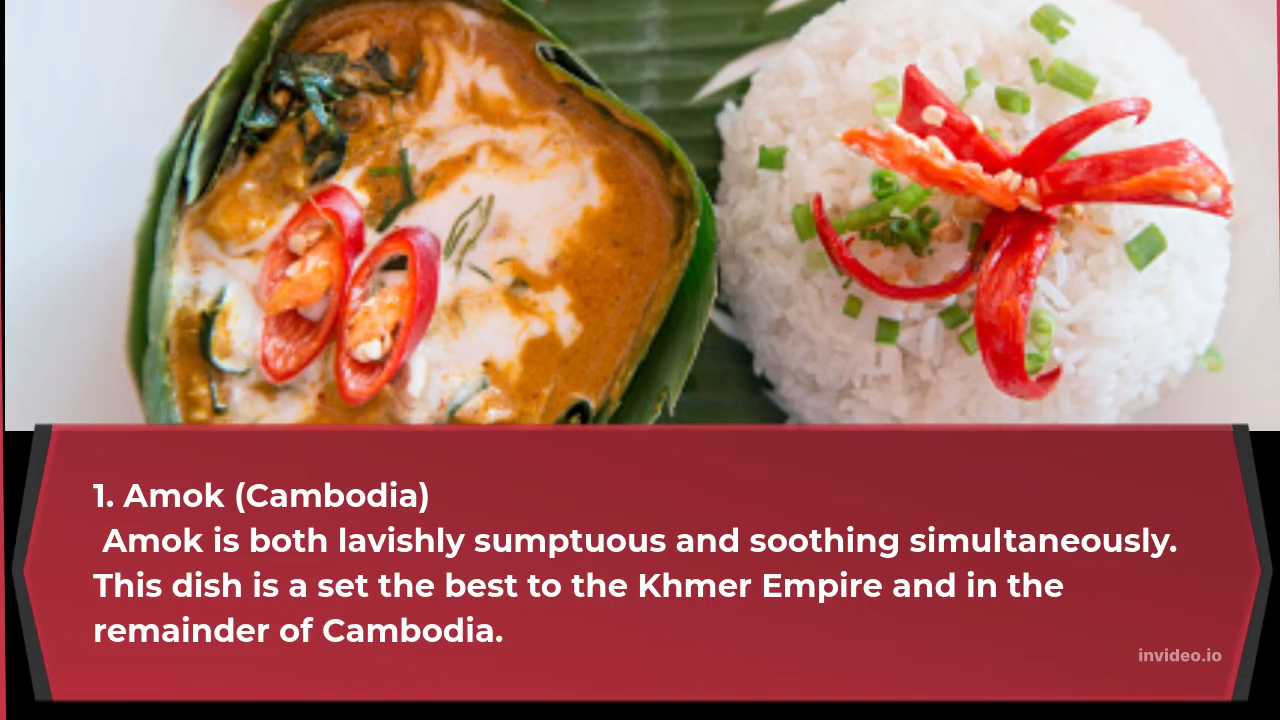 1. Amok (Cambodia)
Amok is both lavishly sumptuous and soothing simultaneously.
This dish is a set the best to the Khmer Empire and in the
remainder of Cambodia.
invideo.io